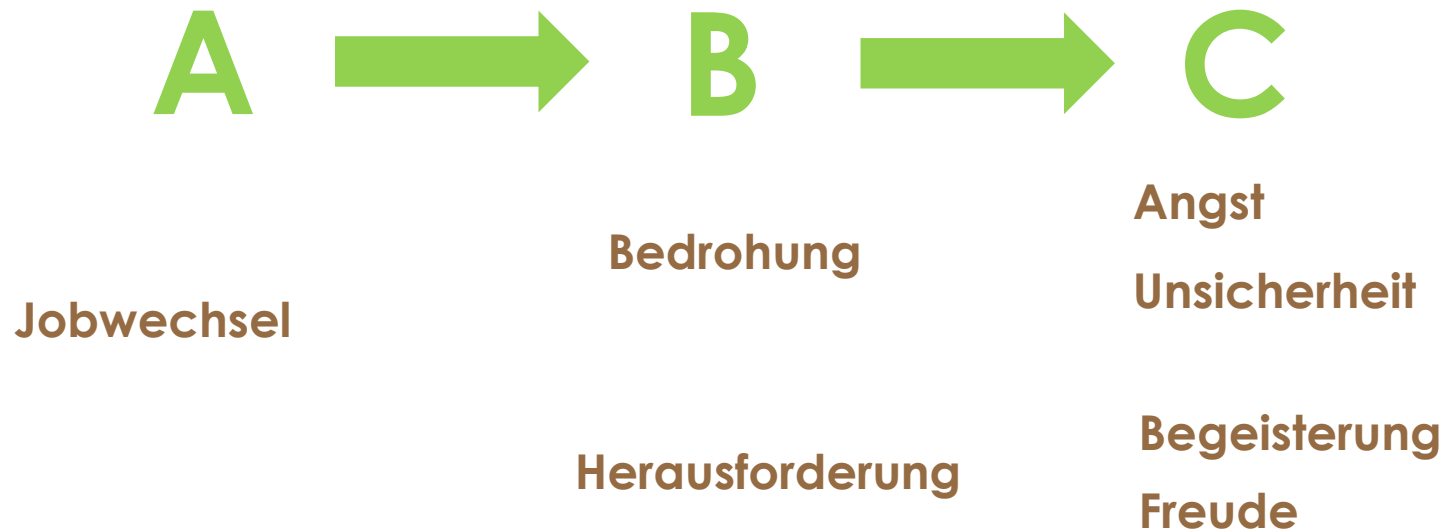 A B C
Jobwechsel
Bedrohung
Herausforderung
Angst
Unsicherheit
Begeisterung
Freude